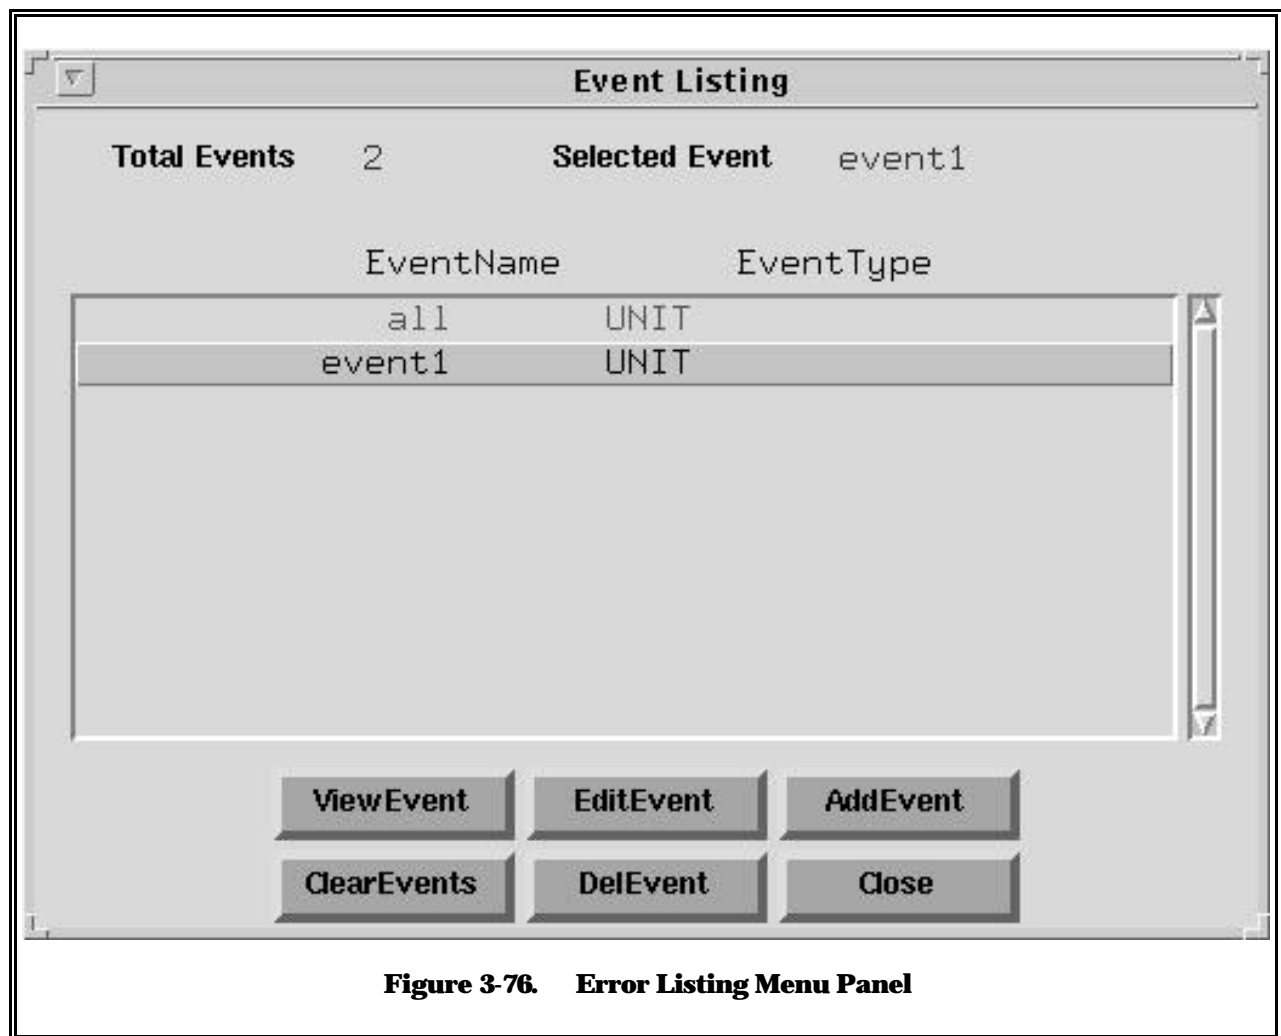 Event Listing
Total Events 2 Selected Event event1
EventName EventType
all UNIT
event1 UNIT
ViewEvent EditEvent AddEvent
ClearEvents DelEvent Close
Figure 3-76. Error Listing Menu Panel